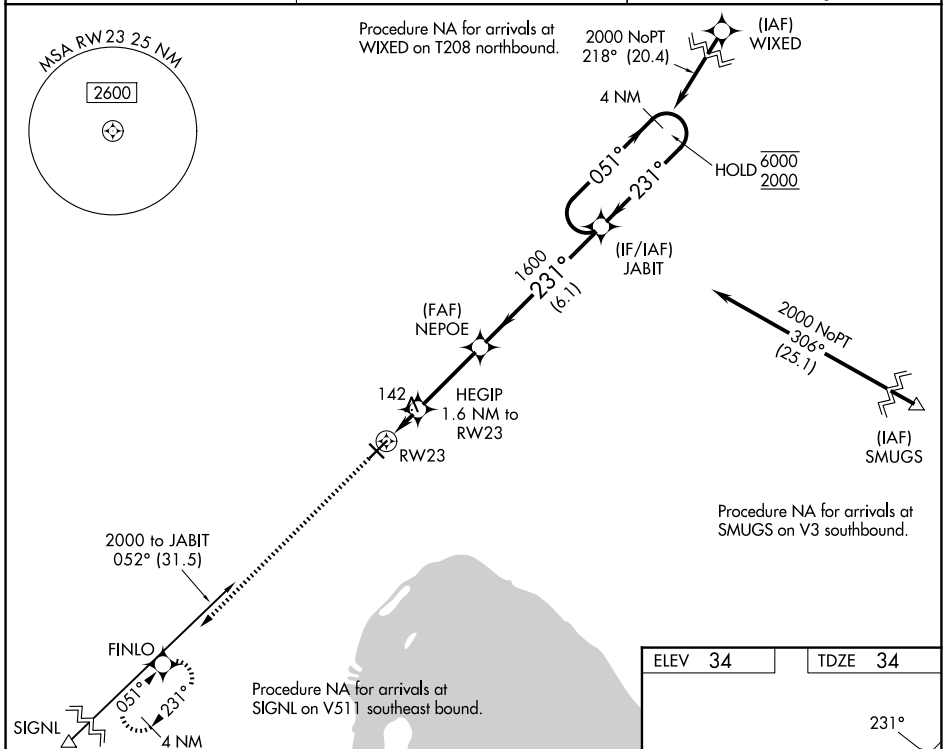 MSA RW 23 25 NM
2600
Procedure NA for arrivals at
WIXED on T208 northbound.
(IAF)
WIXED
2000 NoPT
218° (20.4)
4 NM
051°
231°
HOLD 6000
2000
(IF/IAF)
JABIT
1600
231°
(6.1)
(FAF)
NEPOE
2000 NoPT
306°
(25.1)
142
HEGIP
1.6 NM to
RW23
RW23
(IAF)
SMUGS
Procedure NA for arrivals at
SMUGS on V3 southbound.
2000 to JABIT
052° (31.5)
FINLO
051°
231°
4 NM
SIGNL
Procedure NA for arrivals at
SIGNL on V511 southeast bound.
ELEV 34
TDZE 34
231°